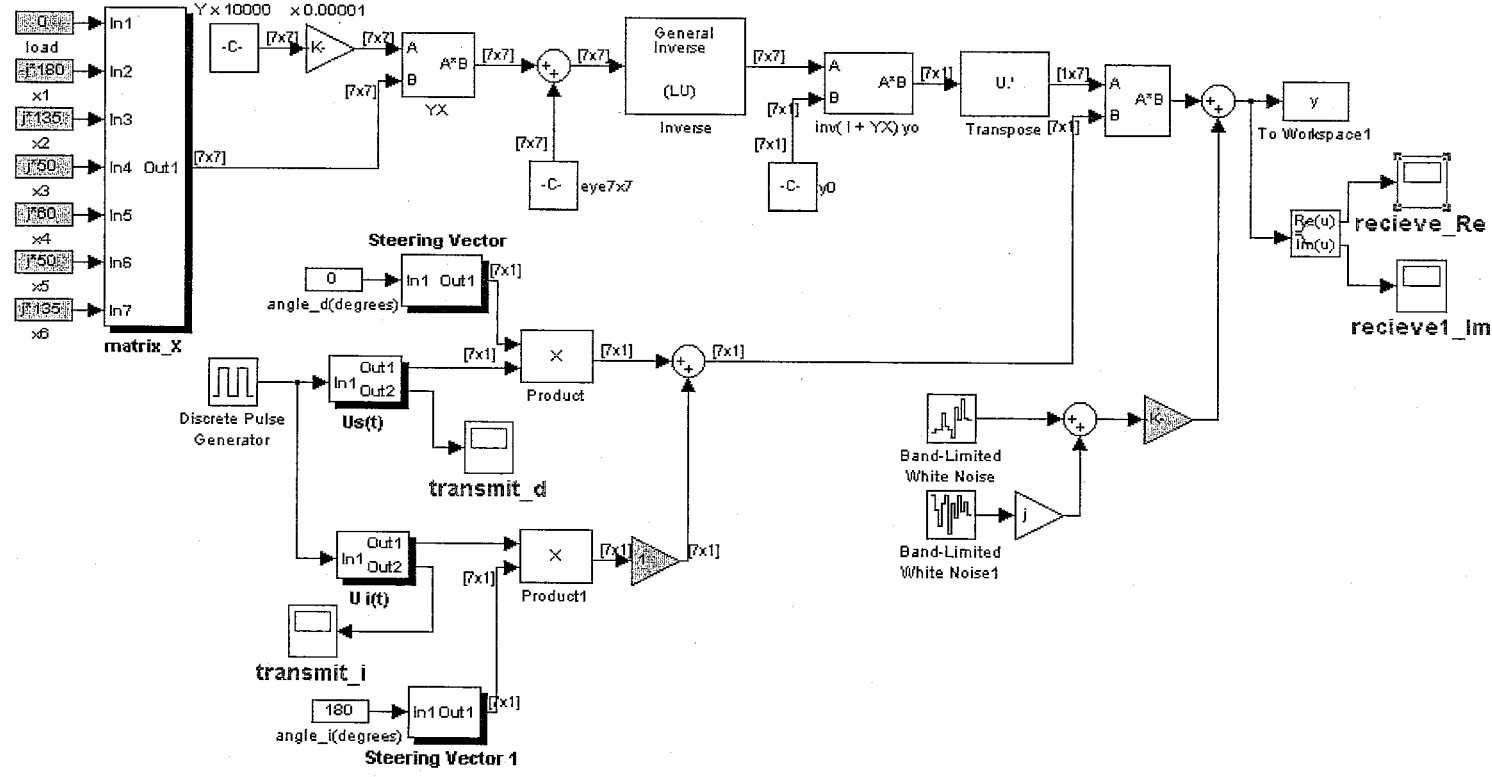 Y x 10000 x 0.00001
0
load
j*180
x1
j*135
x2
j*50
x3
j*60
x4
j*50
x5
j*135
x6
In1
In2
In3
In4
In5
In6
In7
Out1
matrix_X
[7x7]
-C-
[7x7]
K-
[7x7]
[7x7]
A
B
A*B
YX
[7x7]
+
+
[7x7]
[7x7]
-C-
eye7x7
General
Inverse
(LU)
Inverse
[7x7]
[7x1]
[7x1]
-C-
y0
A
B
A*B
inv( I + YX) yo
[7x1]
U.'
Transpose
[1x7]
[7x1]
A
B
A*B
+
+
y
To Workspace1
Re(u)
Im(u)
recieve_Re
recieve1_Im
Steering Vector
0
angle_d(degrees)
In1 Out1
[7x1]
[7x1]
×
Product
[7x1]
+
+
[7x1]
Discrete Pulse
Generator
In1
Out1
Out2
Us(t)
transmit_d
In1
Out1
Out2
U i(t)
transmit_i
[7x1]
×
Product1
[7x1]
[7x1]
180
angle_i(degrees)
In1 Out1
[7x1]
Steering Vector 1
Band-Limited
White Noise
+
+
K-
Band-Limited
White Noise1
j